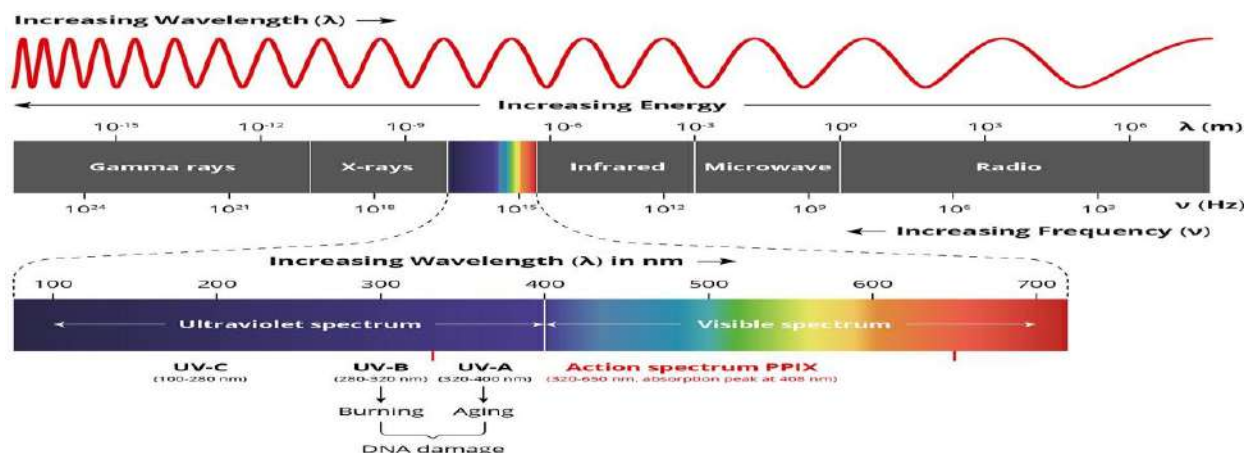 Increasing Wavelength (λ) →
← Increasing Energy
10⁻¹⁵ 10⁻¹² 10⁻⁹ 10⁻⁶ 10⁻³ 10⁰ 10³ 10⁶ λ (m)
Gamma rays X-rays Infrared Microwave Radio
10²⁴ 10²¹ 10¹⁸ 10¹⁵ 10¹² 10⁹ 10⁶ 10³ ν (Hz)
← Increasing Frequency (ν)
Increasing Wavelength (λ) in nm →
100 200 300 400 500 600 700
Ultraviolet spectrum Visible spectrum
UV-C UV-B UV-A Action spectrum PPIX
(100-280 nm) (280-320 nm) (320-400 nm) (320-650 nm, absorption peak at 408 nm)
Burning Aging
DNA damage